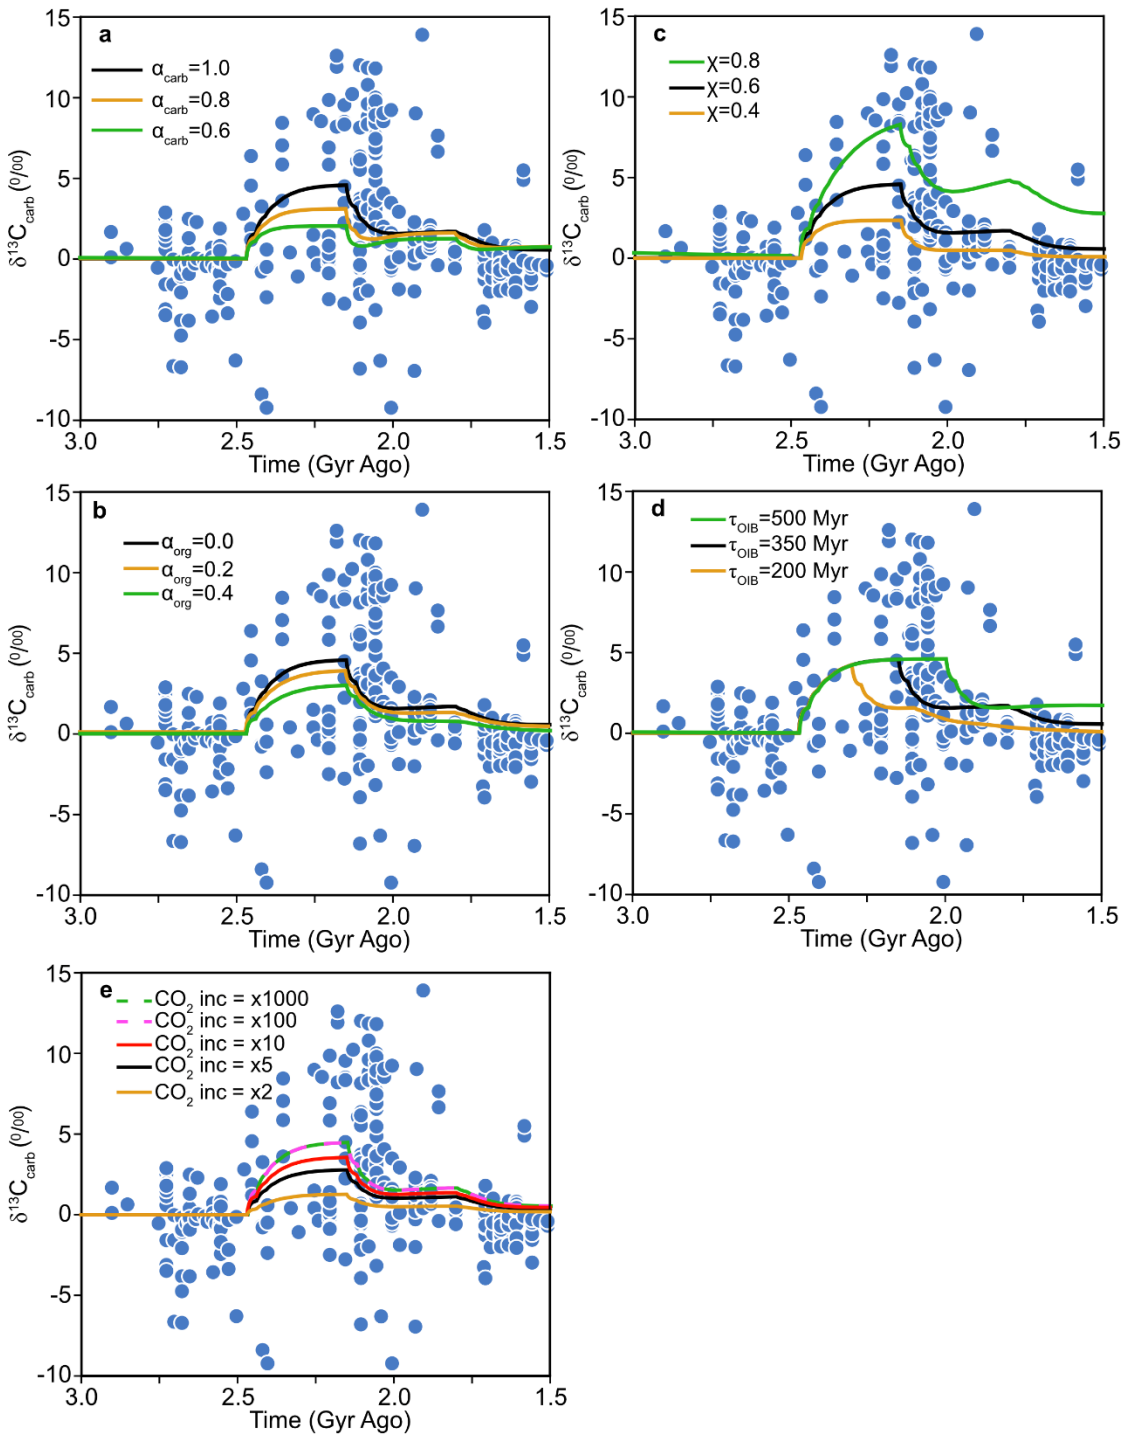 a
α_carb=1.0
α_carb=0.8
α_carb=0.6
15
10
5
0
-5
-10
δ¹³C_carb (⁰/₀₀)
3.0 2.5 2.0 1.5
Time (Gyr Ago)
c
χ=0.8
χ=0.6
χ=0.4
15
10
5
0
-5
-10
δ¹³C_carb (⁰/₀₀)
3.0 2.5 2.0 1.5
Time (Gyr Ago)
b
α_org=0.0
α_org=0.2
α_org=0.4
15
10
5
0
-5
-10
δ¹³C_carb (⁰/₀₀)
3.0 2.5 2.0 1.5
Time (Gyr Ago)
d
τ_OIB=500 Myr
τ_OIB=350 Myr
τ_OIB=200 Myr
15
10
5
0
-5
-10
δ¹³C_carb (⁰/₀₀)
3.0 2.5 2.0 1.5
Time (Gyr Ago)
e
CO₂ inc = x1000
CO₂ inc = x100
CO₂ inc = x10
CO₂ inc = x5
CO₂ inc = x2
15
10
5
0
-5
-10
δ¹³C_carb (⁰/₀₀)
3.0 2.5 2.0 1.5
Time (Gyr Ago)